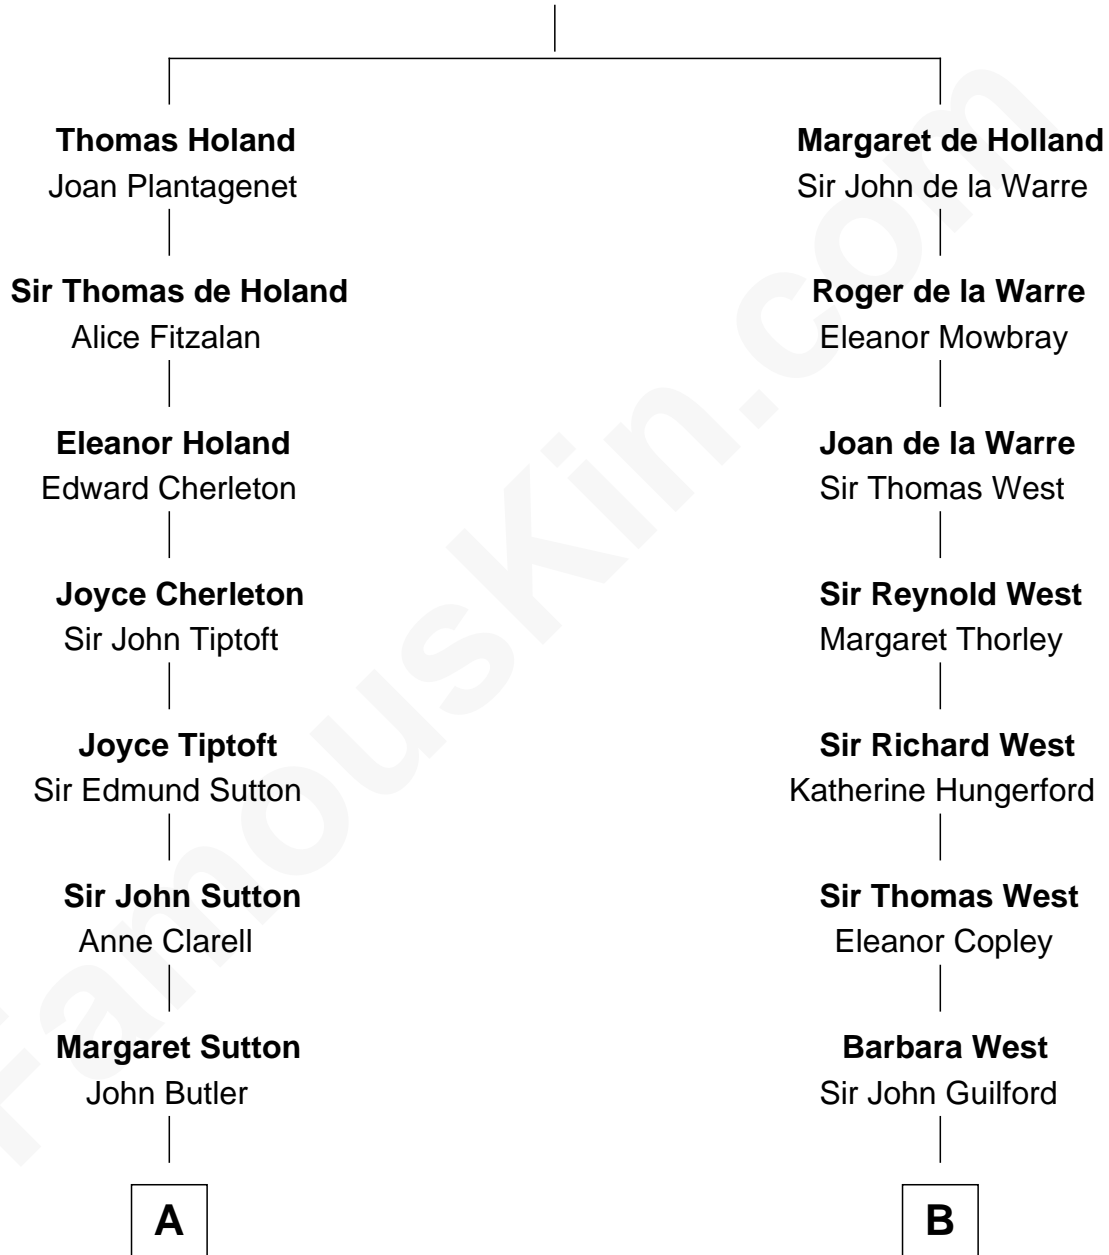 Thomas Holand
Joan Plantagenet
Sir Thomas de Holand
Alice Fitzalan
Eleanor Holand
Edward Cherleton
Joyce Cherleton
Sir John Tiptoft
Joyce Tiptoft
Sir Edmund Sutton
Sir John Sutton
Anne Clarell
Margaret Sutton
John Butler
A
Margaret de Holland
Sir John de la Warre
Roger de la Warre
Eleanor Mowbray
Joan de la Warre
Sir Thomas West
Sir Reynold West
Margaret Thorley
Sir Richard West
Katherine Hungerford
Sir Thomas West
Eleanor Copley
Barbara West
Sir John Guilford
B
FamousKin.com